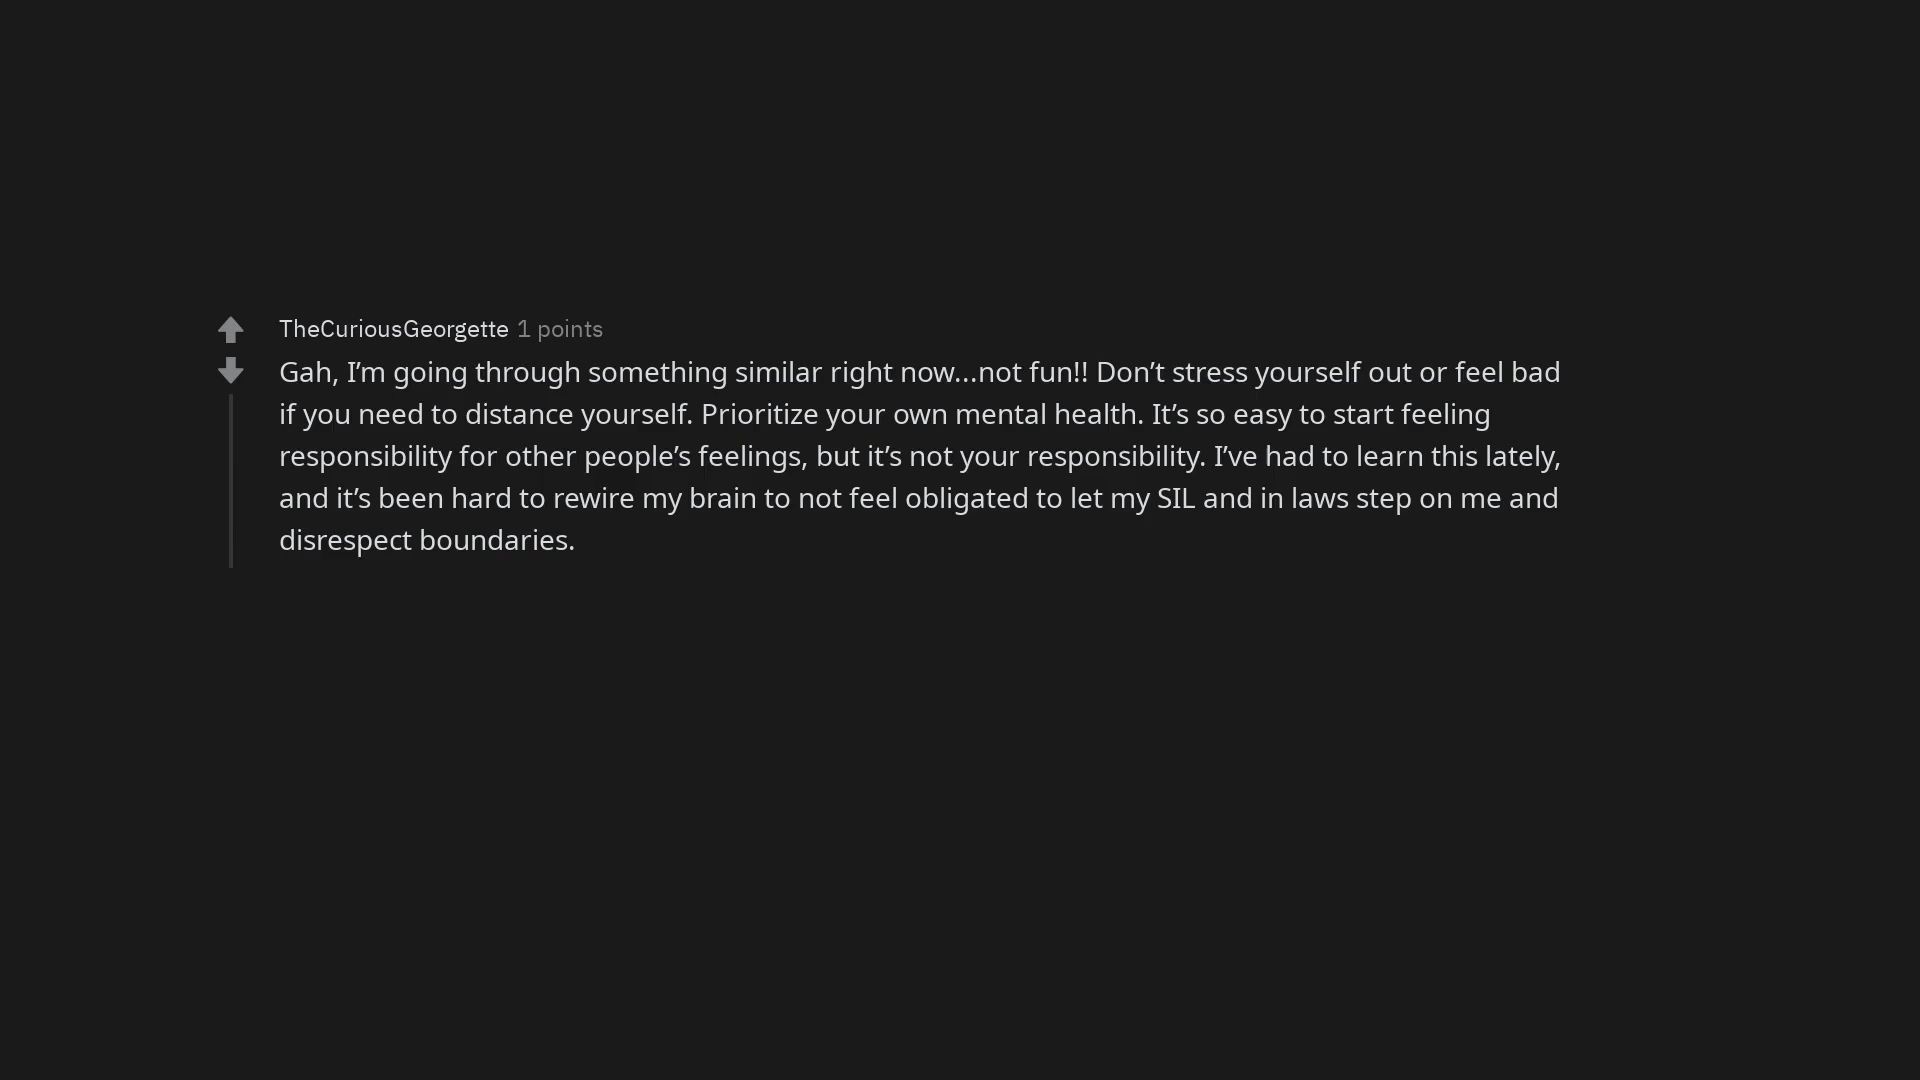 TheCuriousGeorgette 1 points
Gah, I’m going through something similar right now...not fun!! Don’t stress yourself out or feel bad
if you need to distance yourself. Prioritize your own mental health. It’s so easy to start feeling
responsibility for other people’s feelings, but it’s not your responsibility. I’ve had to learn this lately,
and it’s been hard to rewire my brain to not feel obligated to let my SIL and in laws step on me and
disrespect boundaries.